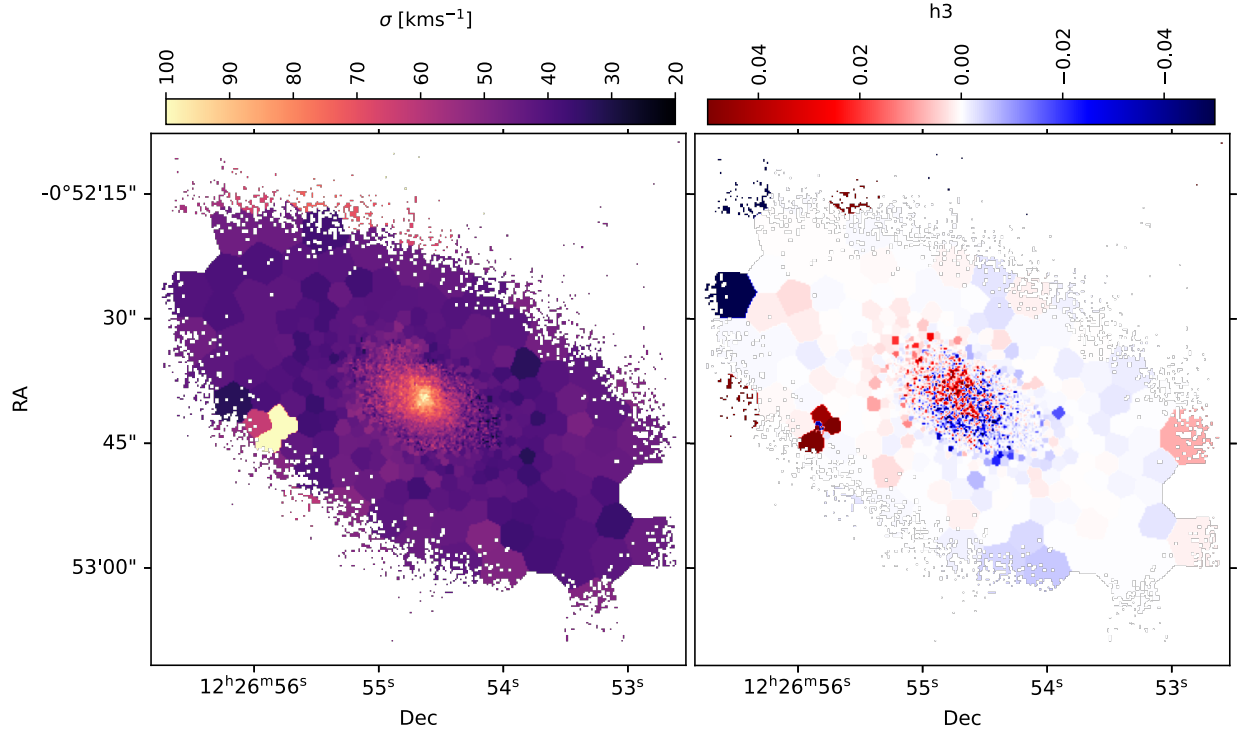 σ [kms⁻¹]
100 90 80 70 60 50 40 30 20
h3
0.04 0.02 0.00 −0.02 −0.04
-0°52'15"
30"
45"
53'00"
RA
12ʰ26ᵐ56ˢ 55ˢ 54ˢ 53ˢ
Dec
12ʰ26ᵐ56ˢ 55ˢ 54ˢ 53ˢ
Dec